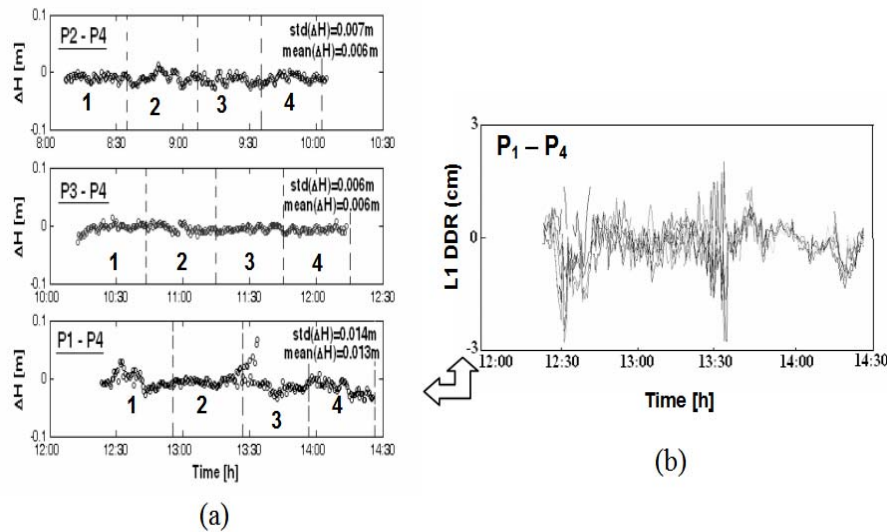 0.1
P2 - P4
std(ΔH)=0.007m
mean(ΔH)=0.006m
ΔH [m]
0
1 2 3 4
-0.1
8:00 8:30 9:00 9:30 10:00 10:30
0.1
P3 - P4
std(ΔH)=0.006m
mean(ΔH)=0.006m
ΔH [m]
0
1 2 3 4
-0.1
10:00 10:30 11:00 11:30 12:00 12:30
0.1
P1 - P4
std(ΔH)=0.014m
mean(ΔH)=0.013m
ΔH [m]
0
1 2 3 4
-0.1
12:00 12:30 13:30 14:00 14:30
Time [h]
(a)
3
P1 – P4
L1 DDR (cm)
0
-3
12:00 12:30 13:00 13:30 14:00 14:30
Time [h]
(b)